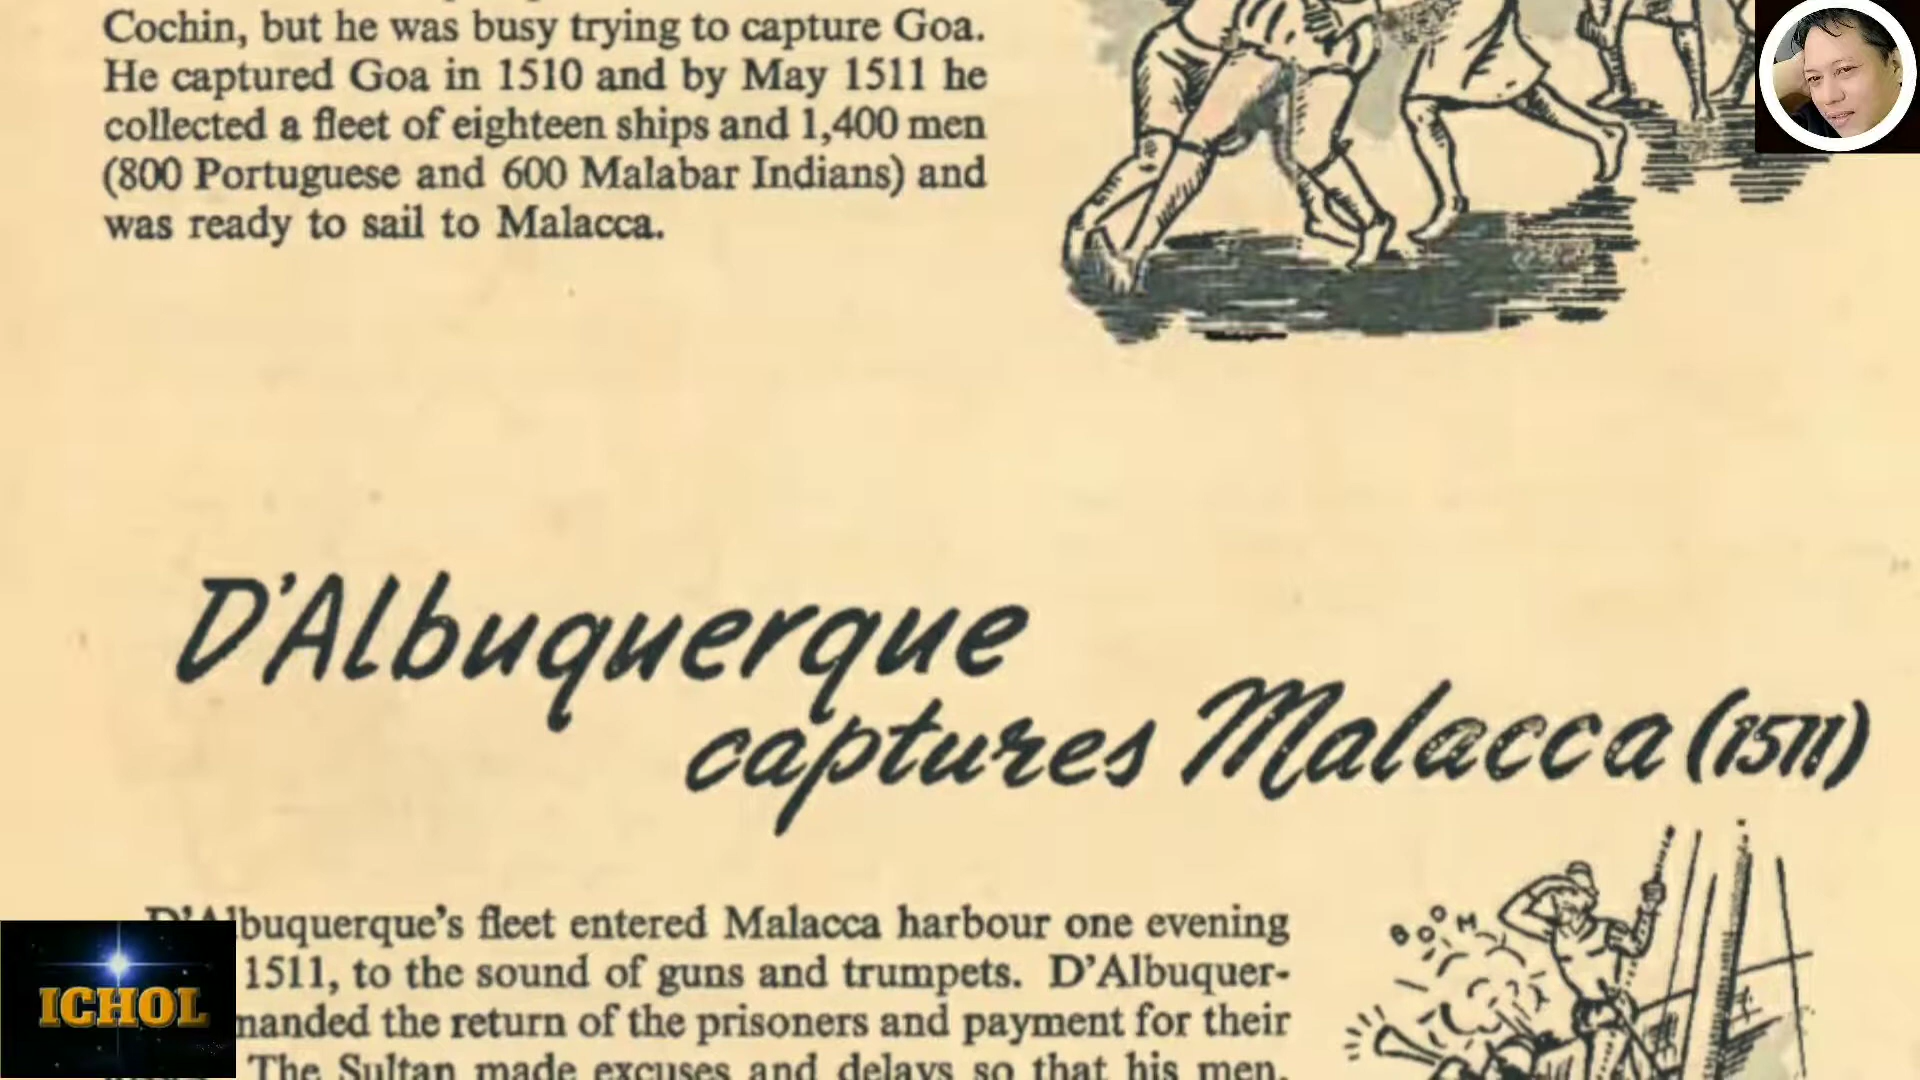 Cochin, but he was busy trying to capture Goa.
He captured Goa in 1510 and by May 1511 he
collected a fleet of eighteen ships and 1,400 men
(800 Portuguese and 600 Malabar Indians) and
was ready to sail to Malacca.
D'Albuquerque
captures Malacca (1511)
D'Albuquerque's fleet entered Malacca harbour one evening
1511, to the sound of guns and trumpets. D'Albuquer-
manded the return of the prisoners and payment for their
The Sultan made excuses and delays so that his men,
BOOM
ICHOL